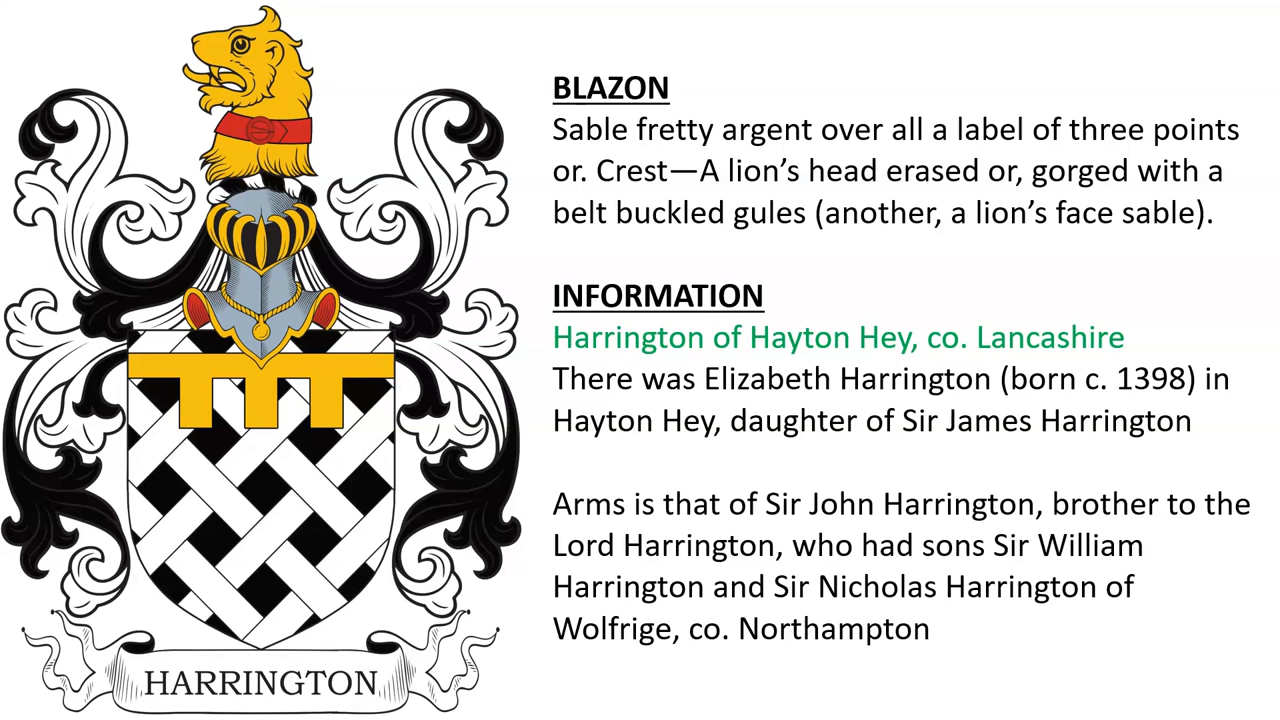 BLAZON
Sable fretty argent over all a label of three points
or. Crest—A lion’s head erased or, gorged with a
belt buckled gules (another, a lion’s face sable).
INFORMATION
Harrington of Hayton Hey, co. Lancashire
There was Elizabeth Harrington (born c. 1398) in
Hayton Hey, daughter of Sir James Harrington
Arms is that of Sir John Harrington, brother to the
Lord Harrington, who had sons Sir William
Harrington and Sir Nicholas Harrington of
Wolfrige, co. Northampton
HARRINGTON